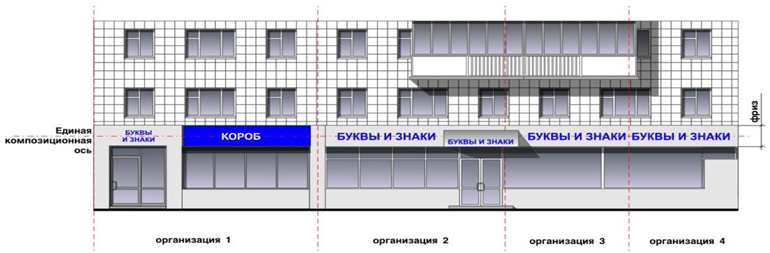 фриз
Единая
композиционная
ось
БУКВЫ
И ЗНАКИ
КОРОБ
БУКВЫ И ЗНАКИ
БУКВЫ И ЗНАКИ
БУКВЫ И ЗНАКИ
БУКВЫ И ЗНАКИ
организация 1
организация 2
организация 3
организация 4